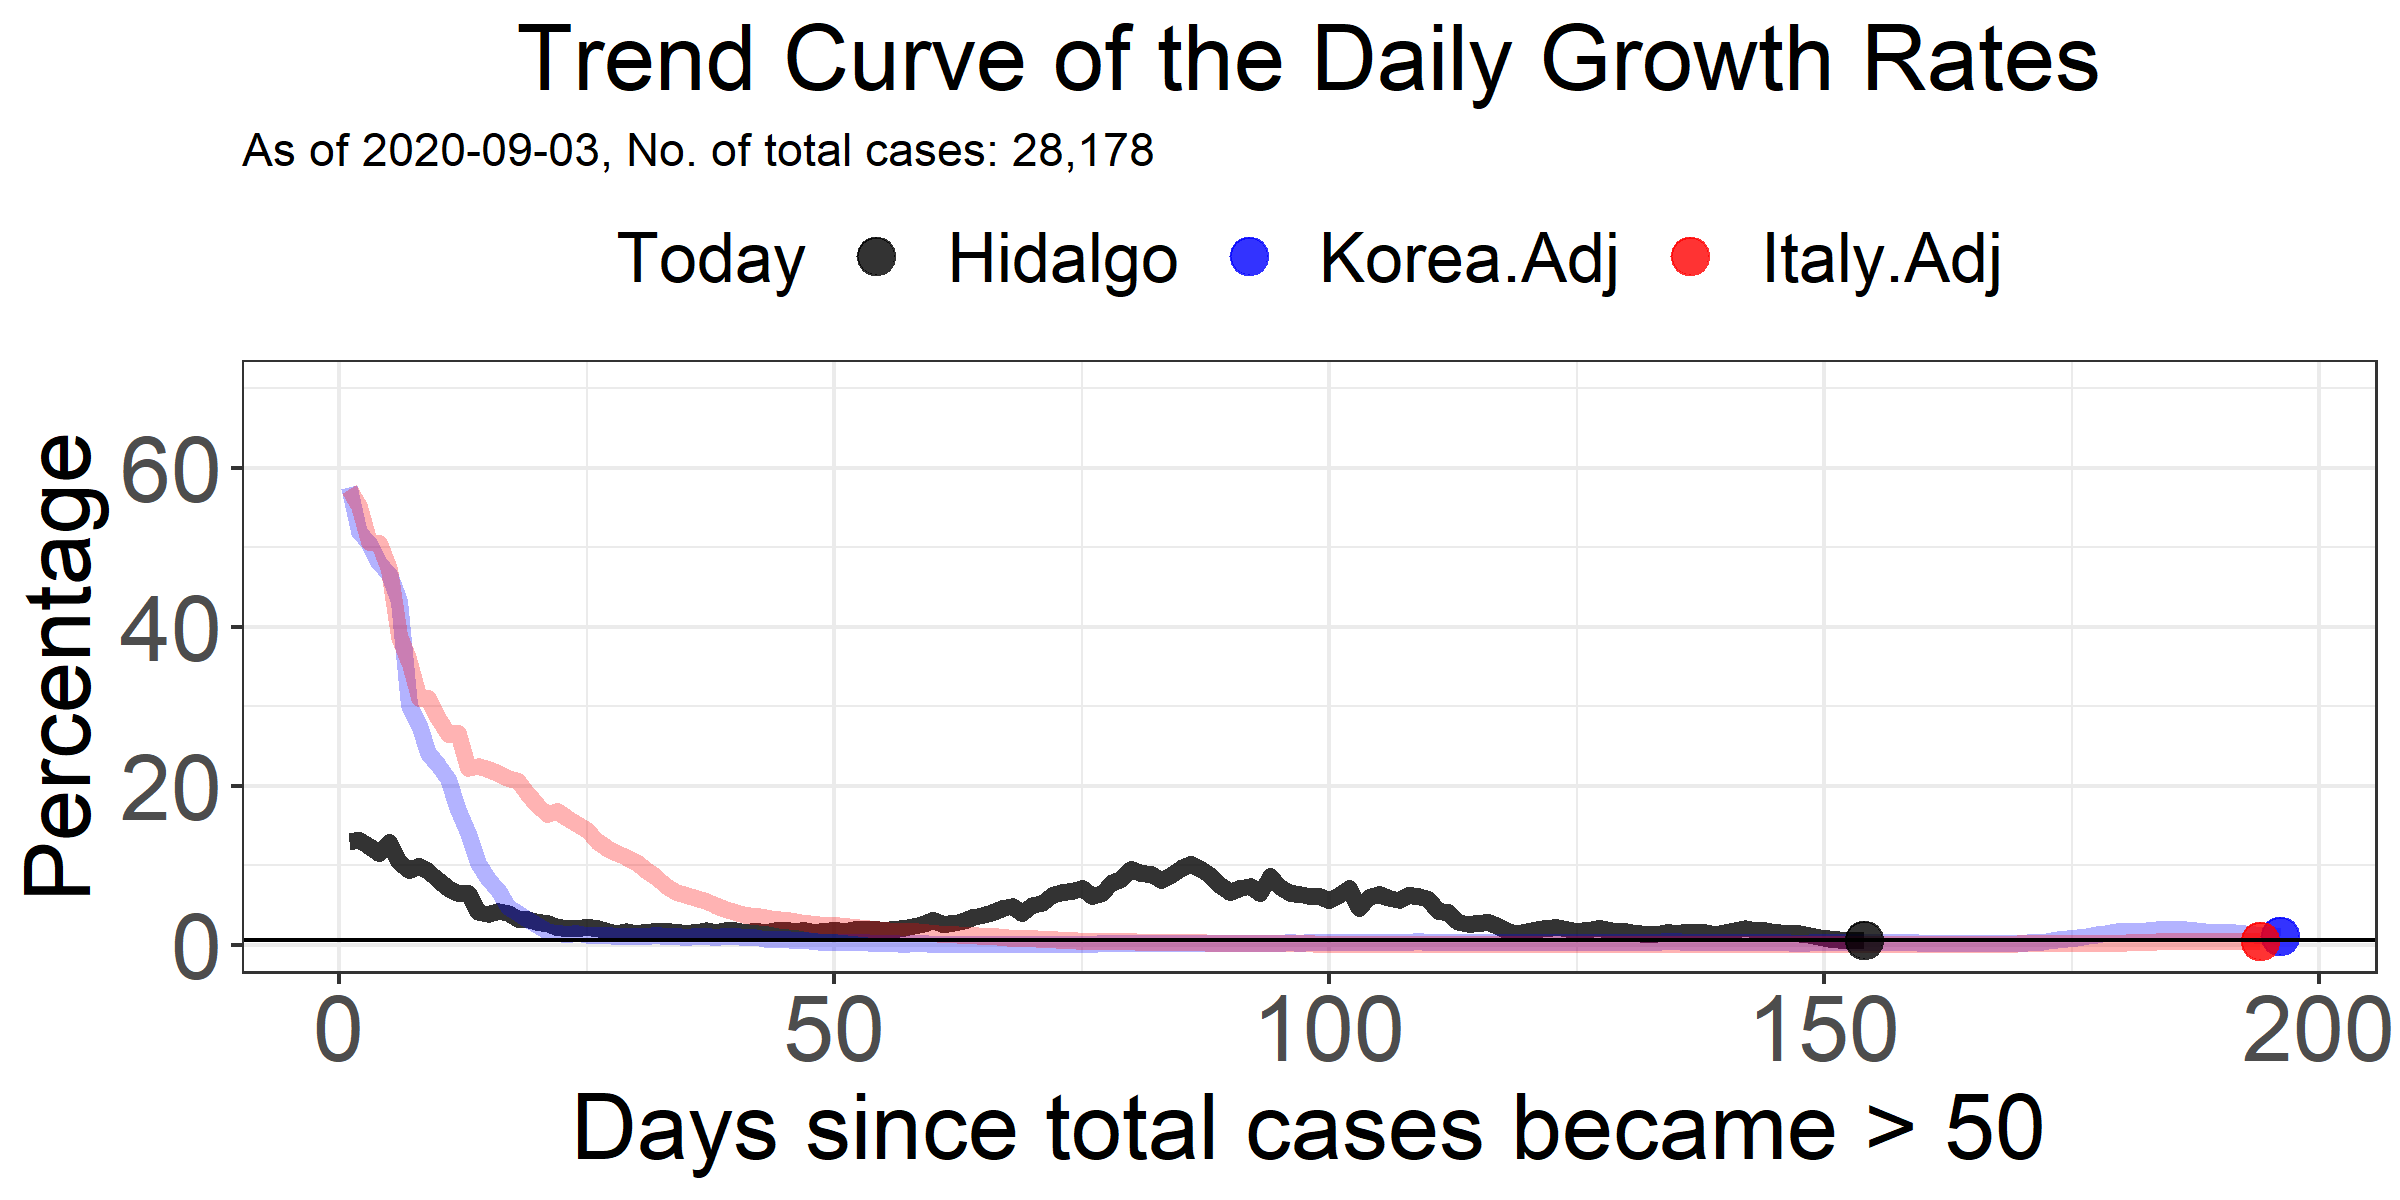 Trend Curve of the Daily Growth Rates
As of 2020-09-03, No. of total cases: 28,178
Today Hidalgo Korea.Adj Italy.Adj
Percentage
60
40
20
0
0 50 100 150 200
Days since total cases became > 50